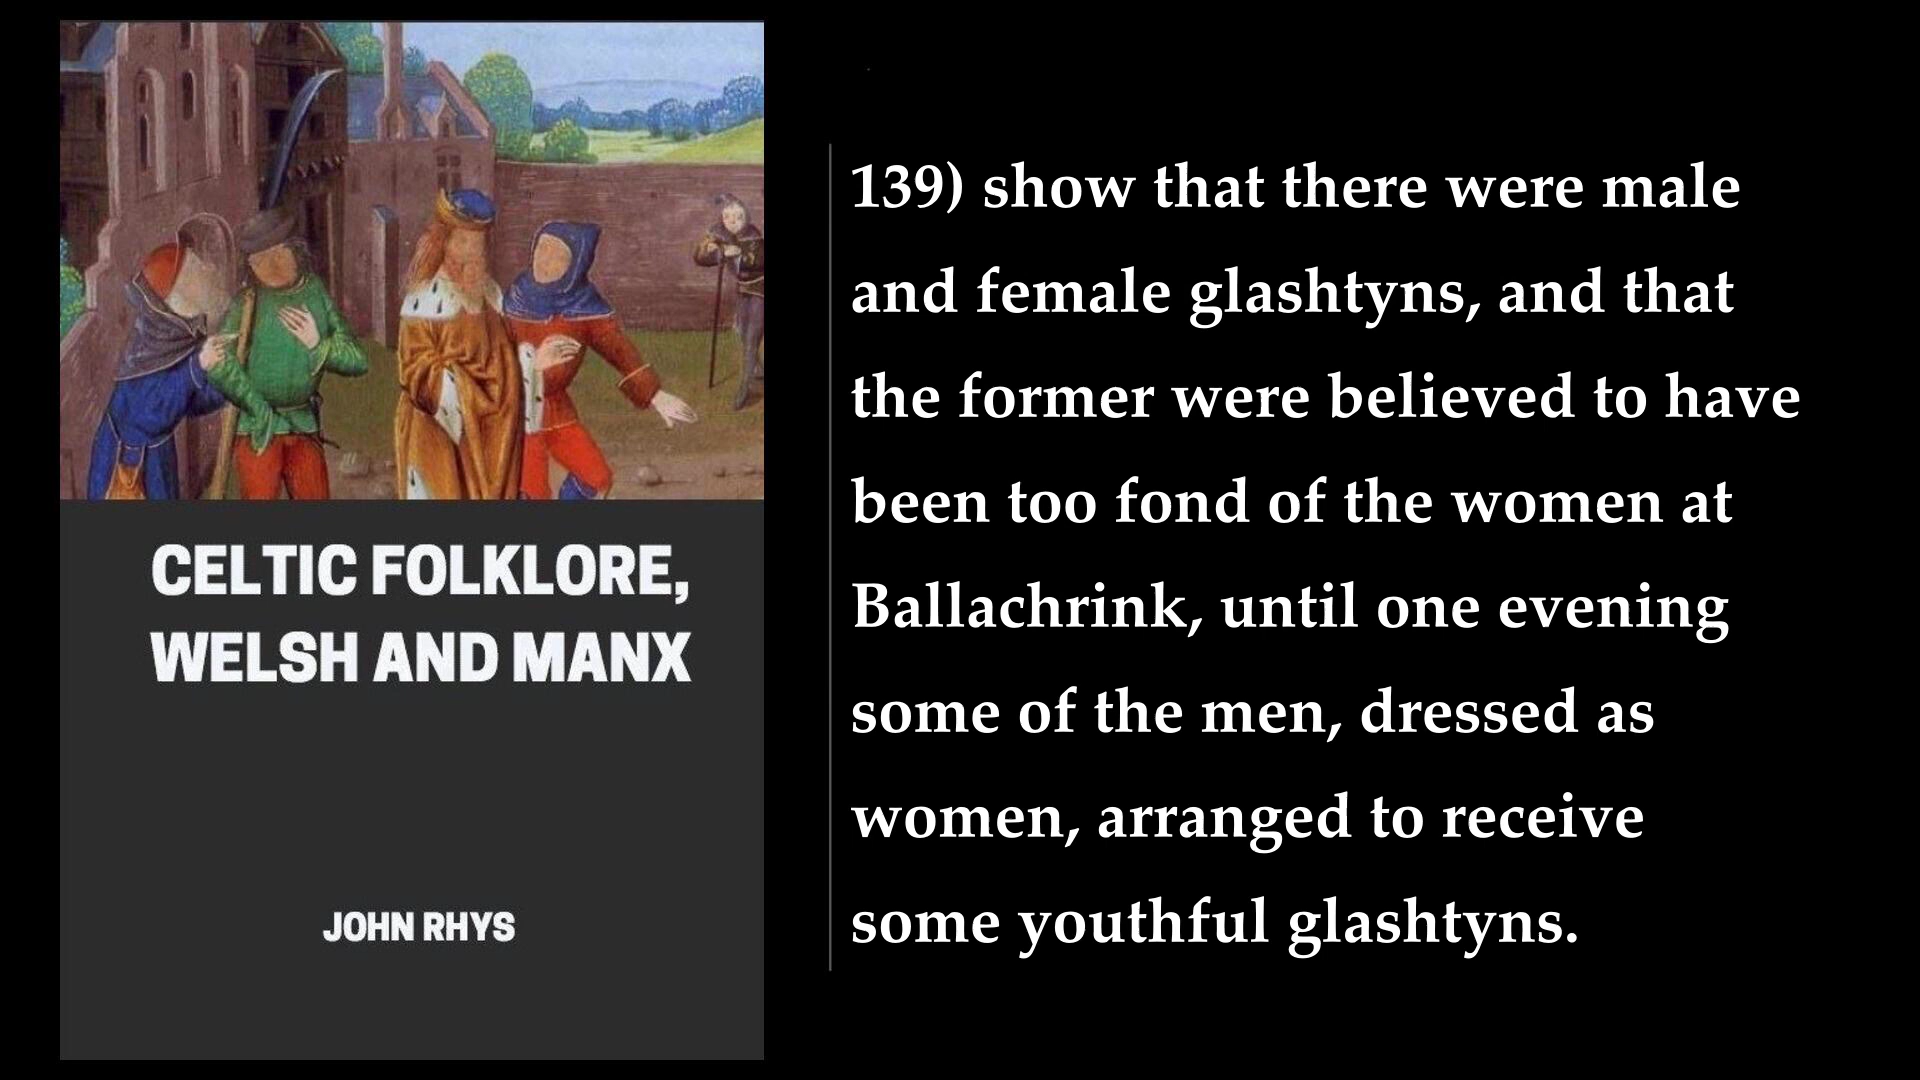 CELTIC FOLKLORE,
WELSH AND MANX
JOHN RHYS
139) show that there were male
and female glashtyns, and that
the former were believed to have
been too fond of the women at
Ballachrink, until one evening
some of the men, dressed as
women, arranged to receive
some youthful glashtyns.